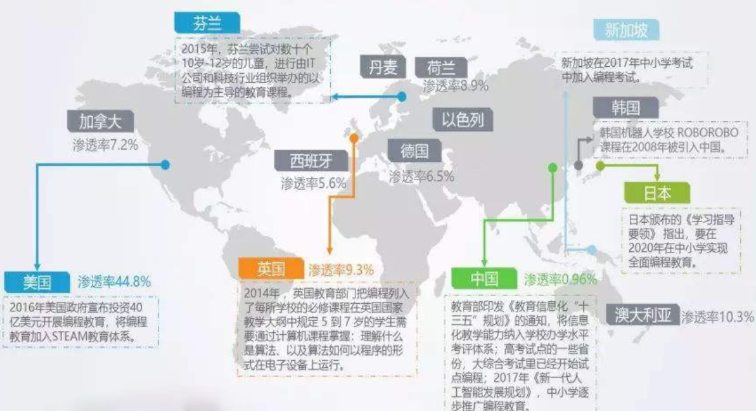 芬兰
2015年，芬兰尝试对数十个
10岁-12岁的儿童，进行由IT
公司和科技行业组织举办的以
编程为主导的教育课程。
丹麦
荷兰
渗透率8.9%
新加坡
新加坡在2017年中小学考试
中加入编程考试。
加拿大
渗透率7.2%
以色列
韩国
韩国机器人学校 ROBOROBO
课程在2008年被引入中国。
西班牙
渗透率5.6%
德国
渗透率6.5%
日本
日本颁布的《学习指导
要领》 指出，要在
2020年在中小学实现
全面编程教育。
美国 渗透率44.8%
2016年美国政府宣布投资40
亿美元开展编程教育，将编程
教育加入STEAM教育体系。
英国 渗透率9.3%
2014 ，英国教育部门把编程列入
了每所学校的必修课程在英国国家
教学大纲中规定 5 到 7 岁的学生需
要通过计算机课程掌握：理解什么
是算法、以及算法如何以程序的形
式在电子设备上运行。
中国 渗透率0.96%
教育部印发《教育信息化“十
三五”规划》的通知，将信息
化教学能力纳入学校办学水平
考评体系；高考试点的一些省
份，大综合考试里已经开始试
点编程；2017《新一代人
工智能发展规划》，中小学逐
步推广编程教育。
澳大利亚 渗透率10.3%